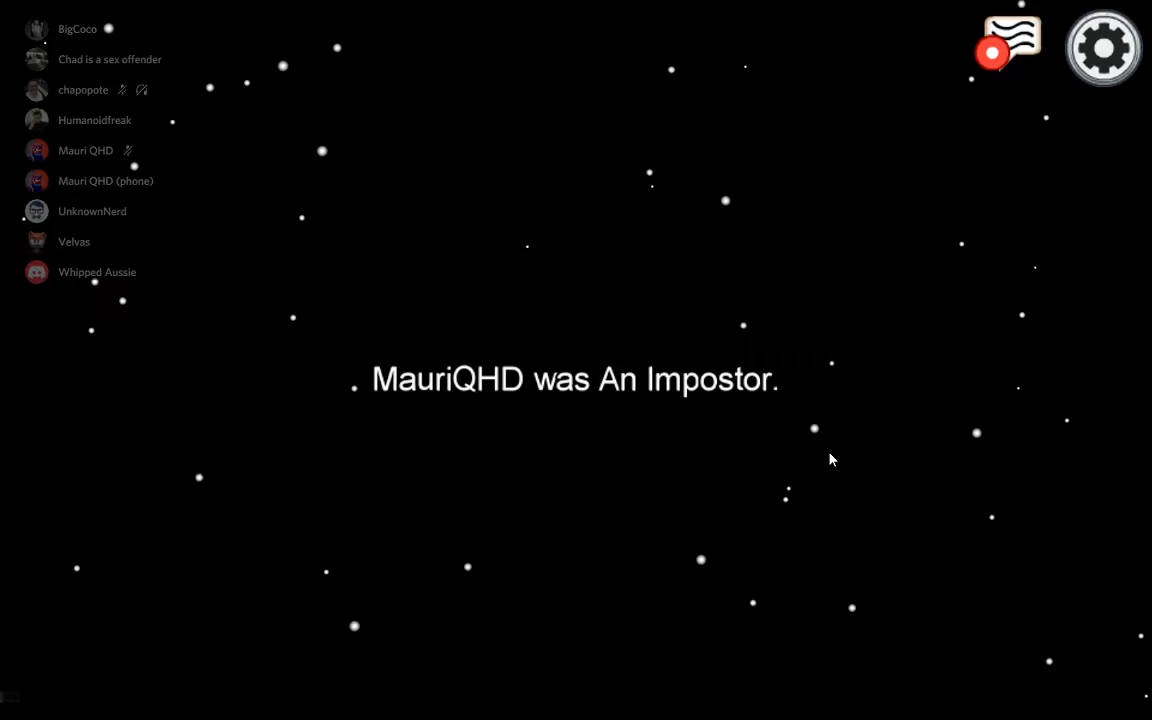 BigCoco
Chad is a sex offender
chapopote
Humanoidfreak
Mauri QHD
Mauri QHD (phone)
UnknownNerd
Velvas
Whipped Aussie
MauriQHD was An Impostor.